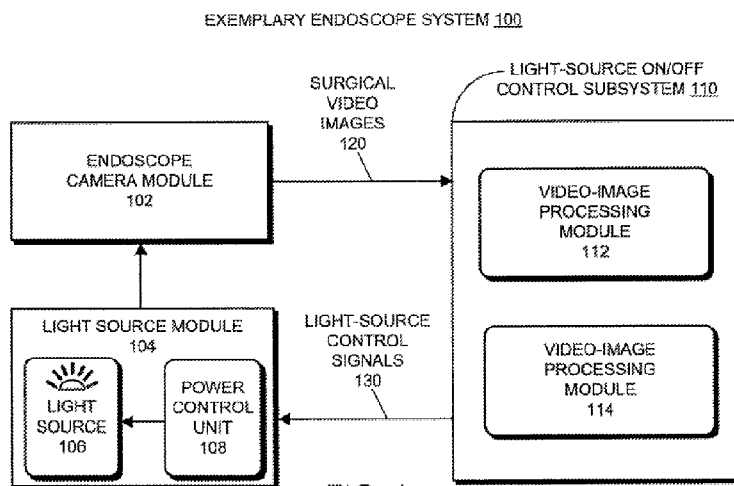 EXEMPLARY ENDOSCOPE SYSTEM 100
LIGHT-SOURCE ON/OFF
CONTROL SUBSYSTEM 110
SURGICAL
VIDEO
IMAGES
120
ENDOSCOPE
CAMERA MODULE
102
VIDEO-IMAGE
PROCESSING
MODULE
112
LIGHT SOURCE MODULE
104
LIGHT
SOURCE
106
POWER
CONTROL
UNIT
108
LIGHT-SOURCE
CONTROL
SIGNALS
130
VIDEO-IMAGE
PROCESSING
MODULE
114